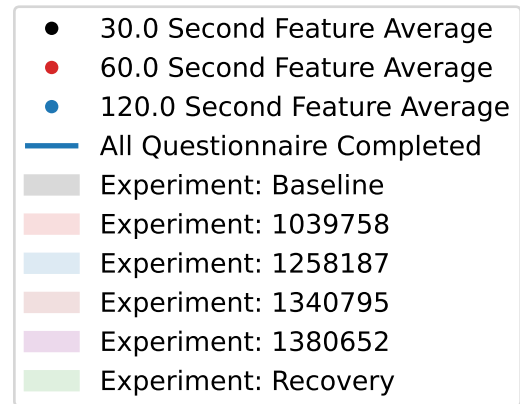 30.0 Second Feature Average
60.0 Second Feature Average
120.0 Second Feature Average
All Questionnaire Completed
Experiment: Baseline
Experiment: 1039758
Experiment: 1258187
Experiment: 1340795
Experiment: 1380652
Experiment: Recovery